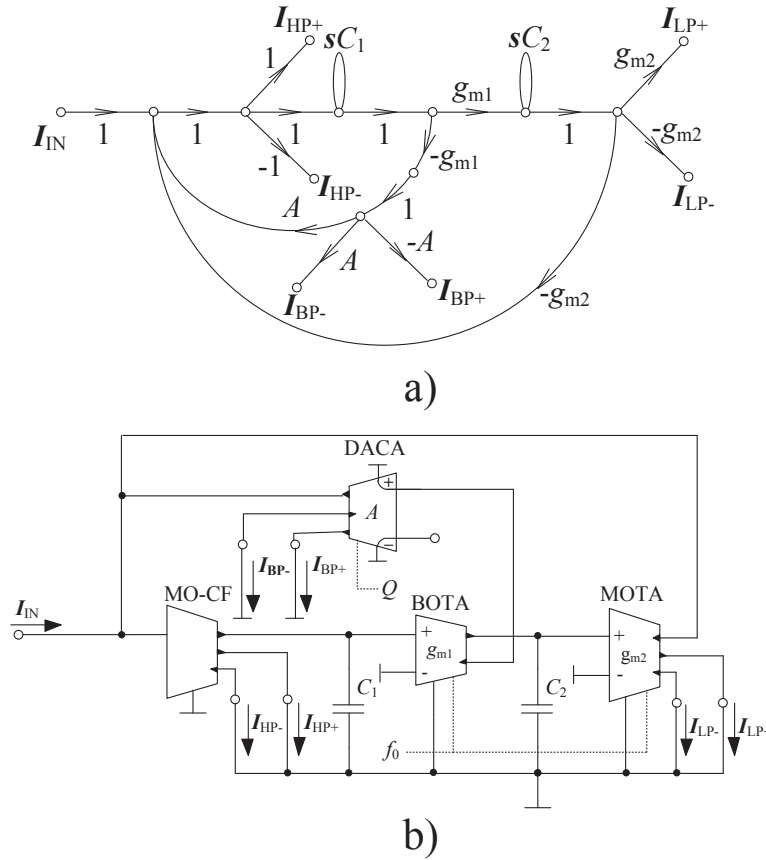 I_HP+ sC_1 sC_2 I_LP+
1 g_m2
g_m1
I_IN 1 1 1 1 1
-1 -g_m1 -g_m2
I_HP- I_LP-
A 1
A -A
I_BP- I_BP+ -g_m2
a)
DACA
+
A
−
I_BP- I_BP+
Q
I_IN MO-CF BOTA MOTA
+ +
g_m1 g_m2
- -
C_1 C_2
I_HP- I_HP+ I_LP- I_LP-
f_0
b)